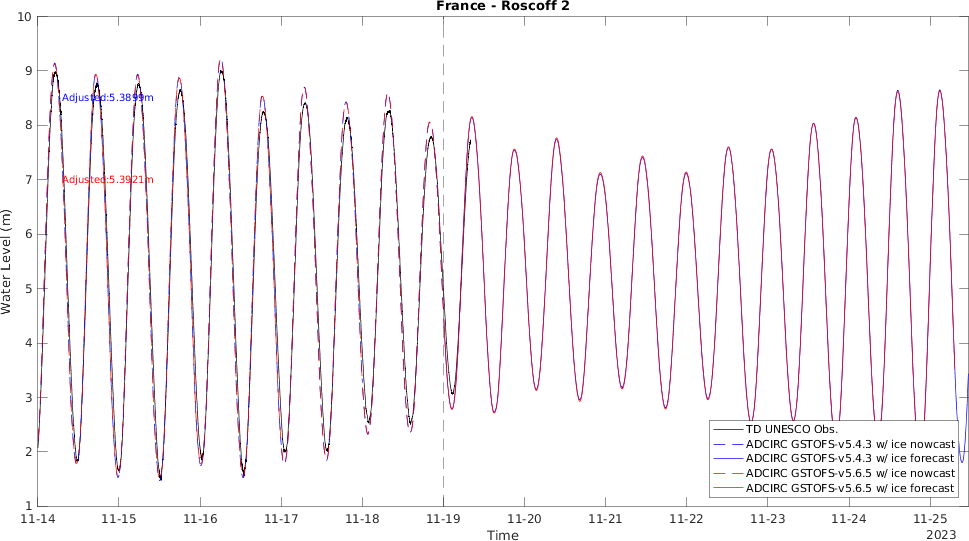 France - Roscoff 2
10
9
Adjusted:5.3899m
8
7
Adjusted:5.3921m
6
5
4
3
2
1
Water Level (m)
TD UNESCO Obs.
ADCIRC GSTOFS-v5.4.3 w/ ice nowcast
ADCIRC GSTOFS-v5.4.3 w/ ice forecast
ADCIRC GSTOFS-v5.6.5 w/ ice nowcast
ADCIRC GSTOFS-v5.6.5 w/ ice forecast
11-14 11-15 11-16 11-17 11-18 11-19 11-20 11-21 11-22 11-23 11-24 11-25
Time
2023